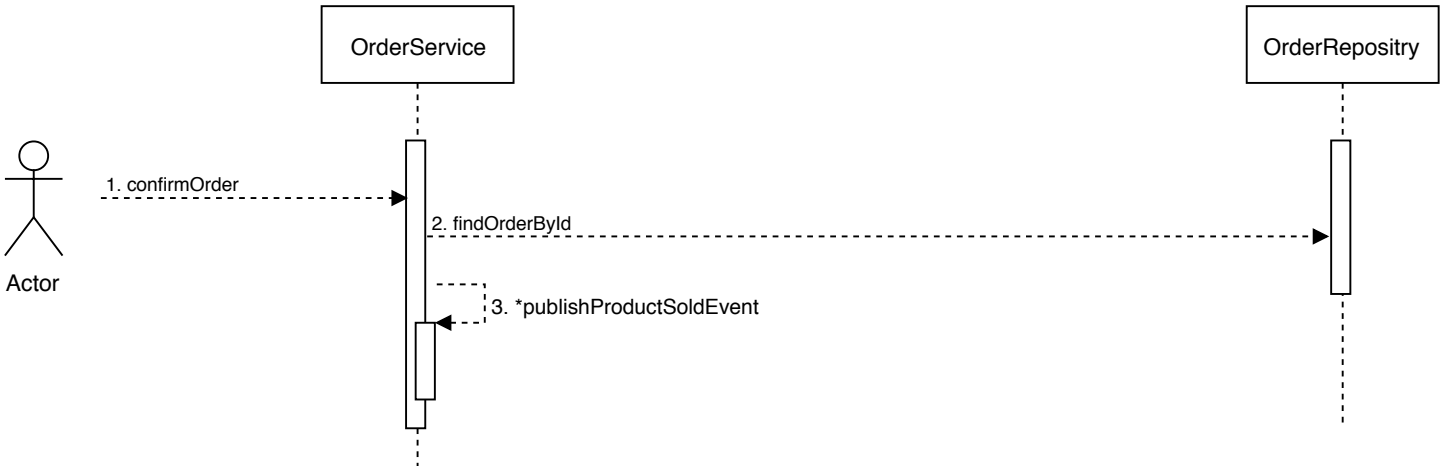 OrderService
OrderRepositry
1. confirmOrder
2. findOrderById
Actor
3. *publishProductSoldEvent